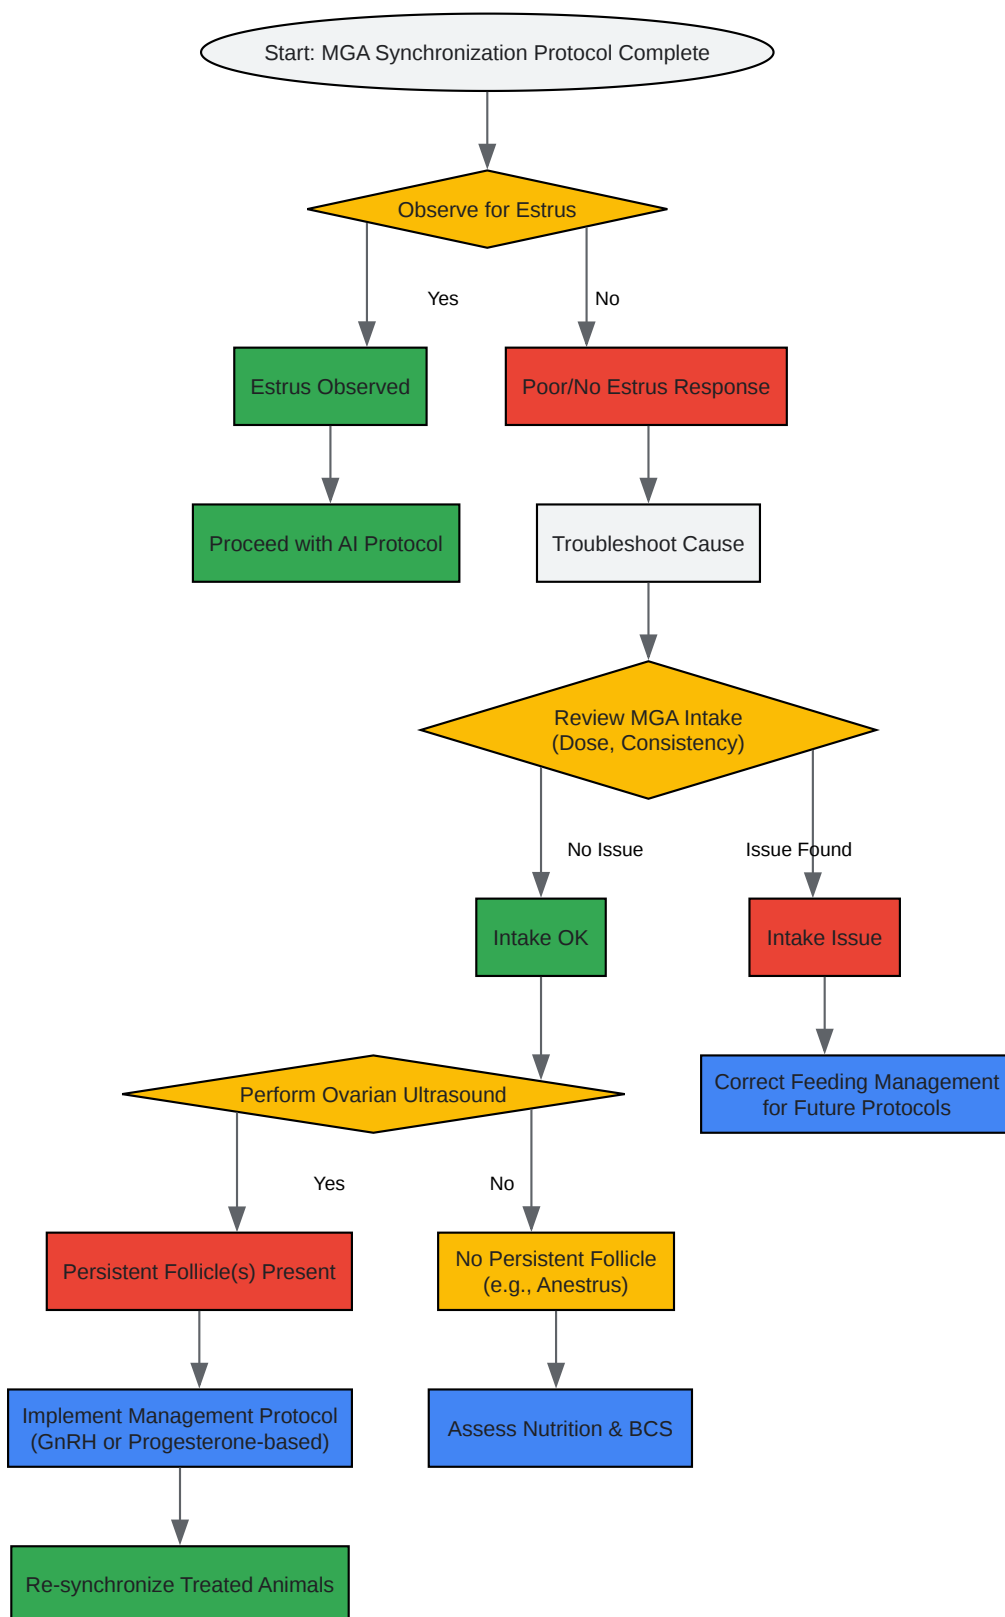 Start: MGA Synchronization Protocol Complete
Observe for Estrus
Yes
No
Estrus Observed
Poor/No Estrus Response
Proceed with AI Protocol
Troubleshoot Cause
Review MGA Intake
(Dose, Consistency)
No Issue
Issue Found
Intake OK
Intake Issue
Perform Ovarian Ultrasound
Correct Feeding Management
for Future Protocols
Yes
No
Persistent Follicle(s) Present
No Persistent Follicle
(e.g., Anestrus)
Implement Management Protocol
(GnRH or Progesterone-based)
Assess Nutrition & BCS
Re-synchronize Treated Animals